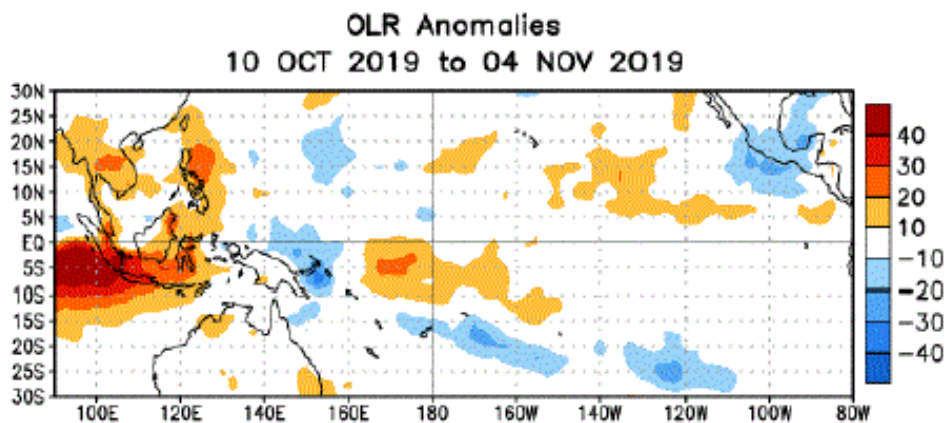 OLR Anomalies
10 OCT 2019 to 04 NOV 2019
30N
25N
20N
15N
10N
5N
EQ
5S
10S
15S
20S
25S
30S
100E 120E 140E 160E 180 160W 140W 120W 100W 80W
40
30
20
10
-10
-20
-30
-40